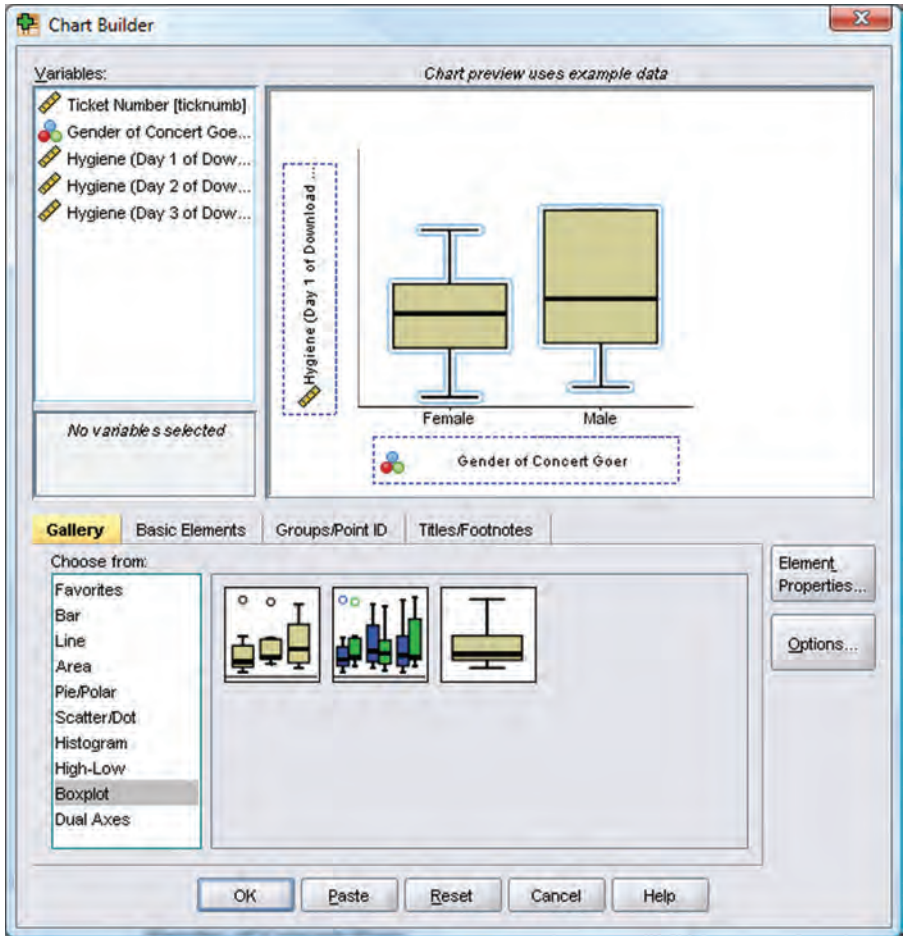 Chart Builder
Variables:
Chart preview uses example data
Ticket Number [ticknumb]
Gender of Concert Goe...
Hygiene (Day 1 of Dow...
Hygiene (Day 2 of Dow...
Hygiene (Day 3 of Dow...
No variables selected
Hygiene (Day 1 of Download ...
Female
Male
Gender of Concert Goer
Gallery
Basic Elements
Groups/Point ID
Titles/Footnotes
Choose from:
Favorites
Bar
Line
Area
Pie/Polar
Scatter/Dot
Histogram
High-Low
Boxplot
Dual Axes
Element
Properties...
Options...
OK
Paste
Reset
Cancel
Help